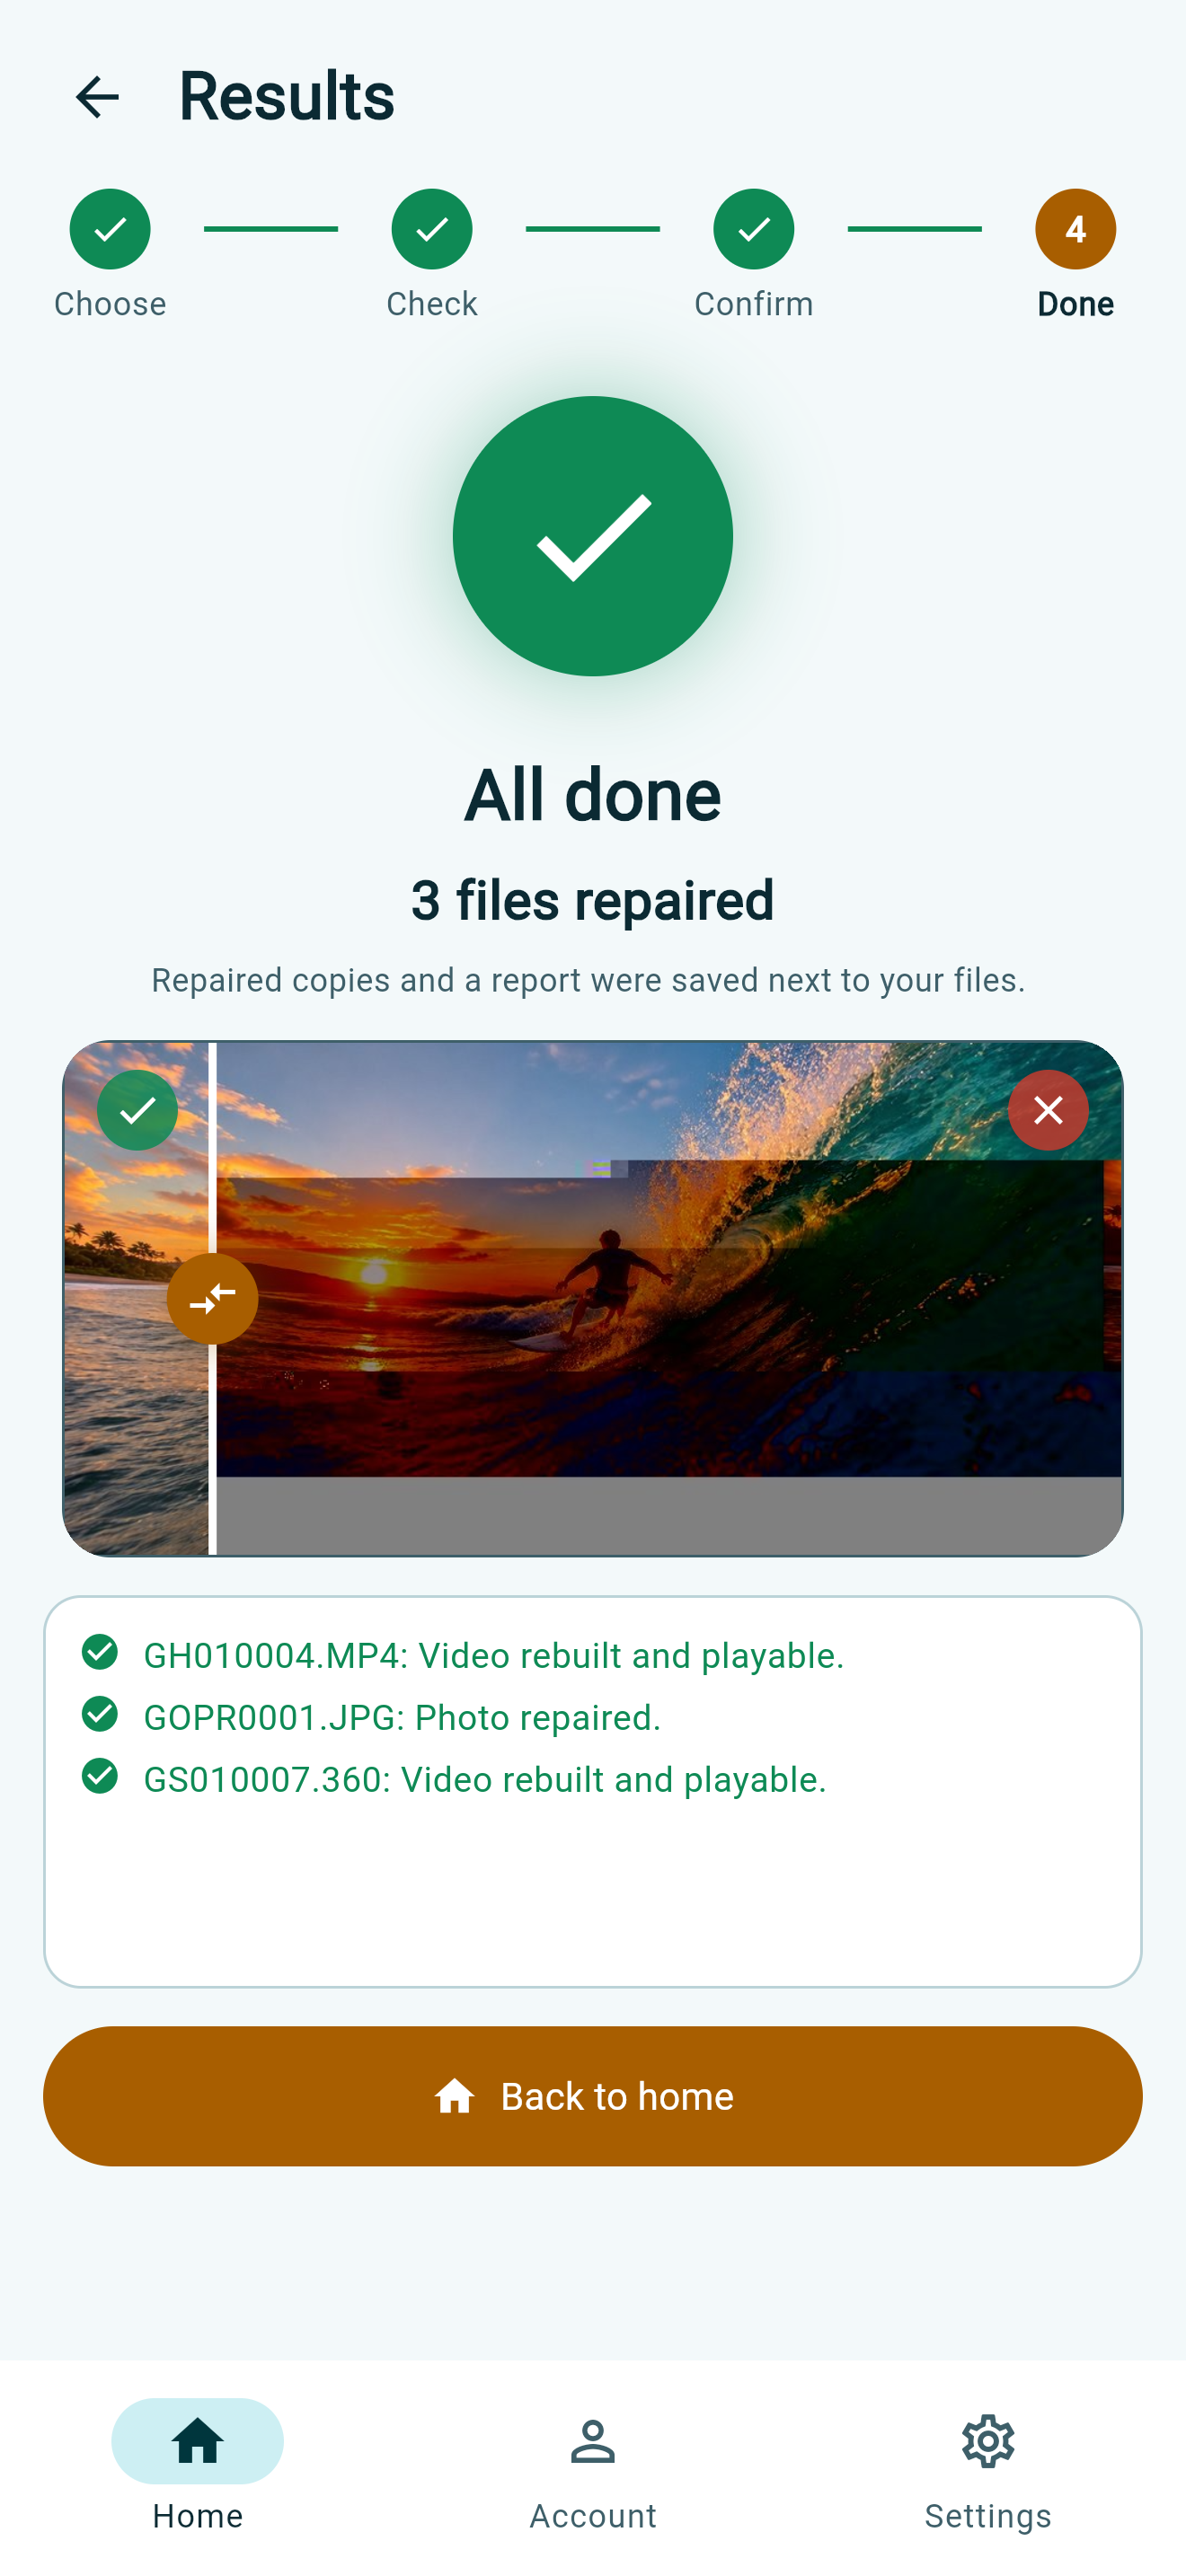 Results
4
Choose
Check
Confirm
Done
All done
3 files repaired
Repaired copies and a report were saved next to your files.
GH010004.MP4: Video rebuilt and playable.
GOPR0001.JPG: Photo repaired.
GS010007.360: Video rebuilt and playable.
Back to home
Home
Account
Settings